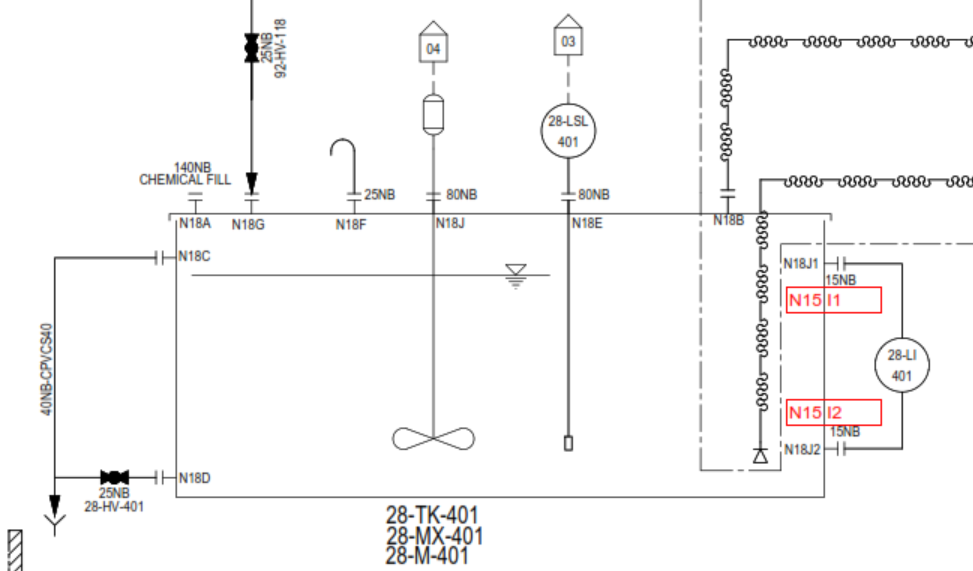 25NB
92-HV-118
04
03
28-LSL
401
140NB
CHEMICAL FILL
25NB
80NB
80NB
N18A
N18G
N18F
N18J
N18E
N18B
N18C
N18J1
15NB
N15 I1
40NB-CPVCS40
28-LI
401
N15 I2
15NB
N18J2
N18D
25NB
28-HV-401
28-TK-401
28-MX-401
28-M-401